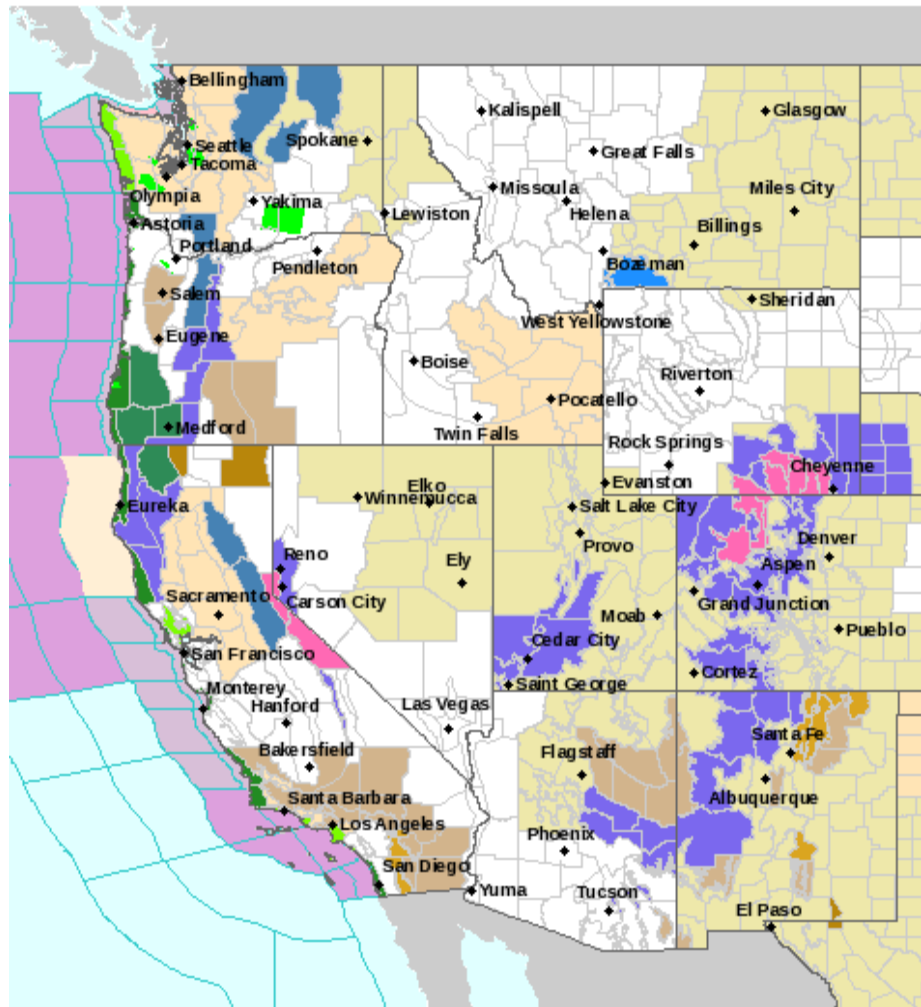 Bellingham
Kalispell
Glasgow
Seattle
Spokane
Great Falls
Tacoma
Olympia
Yakima
Missoula
Helena
Miles City
Lewiston
Astoria
Billings
Portland
Pendleton
Bozeman
Salem
Sheridan
West Yellowstone
Eugene
Boise
Riverton
Pocatello
Medford
Twin Falls
Rock Springs
Cheyenne
Elko
Evanston
Winnemucca
Eureka
Salt Lake City
Provo
Denver
Reno
Ely
Aspen
Sacramento
Carson City
Grand Junction
Moab
Pueblo
San Francisco
Cedar City
Cortez
Saint George
Monterey
Las Vegas
Hanford
Santa Fe
Bakersfield
Flagstaff
Albuquerque
Santa Barbara
Los Angeles
Phoenix
San Diego
Yuma
Tucson
El Paso